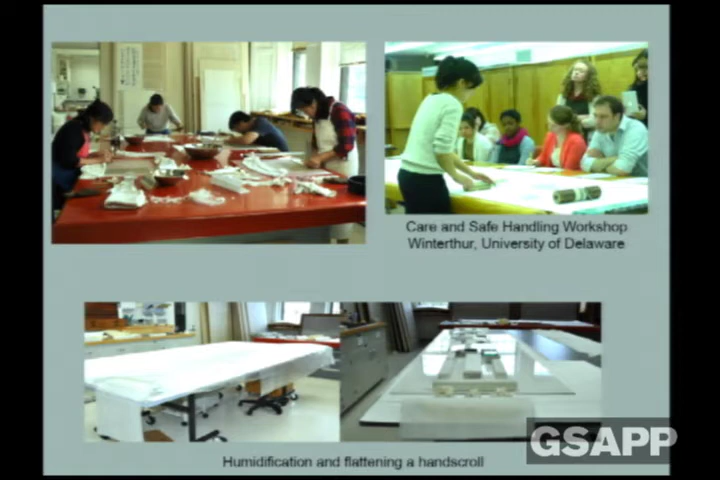 Care and Safe Handling Workshop
Winterthur, University of Delaware
Humidification and flattening a handscroll
GSAPP